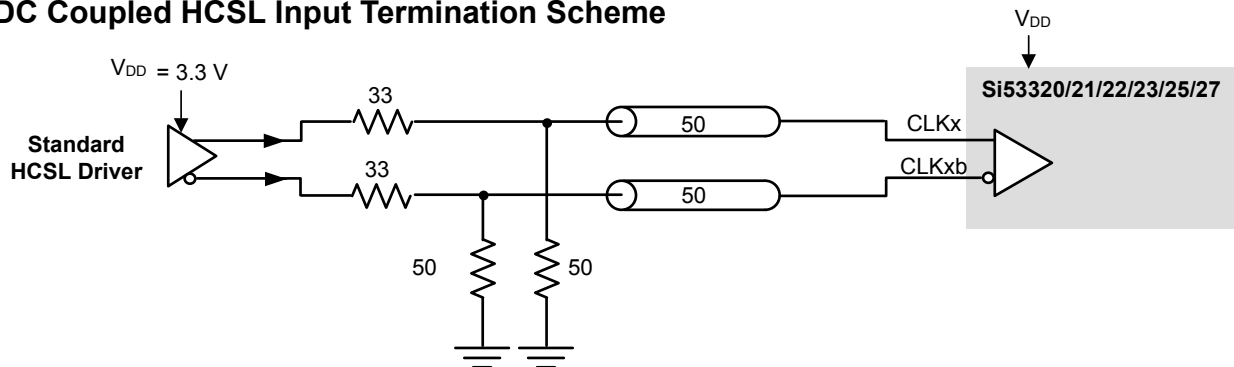 DC Coupled HCSL Input Termination Scheme
VDD
VDD = 3.3 V
Si53320/21/22/23/25/27
33
50
CLKx
Standard
HCSL Driver
33
50
CLKxb
50
50